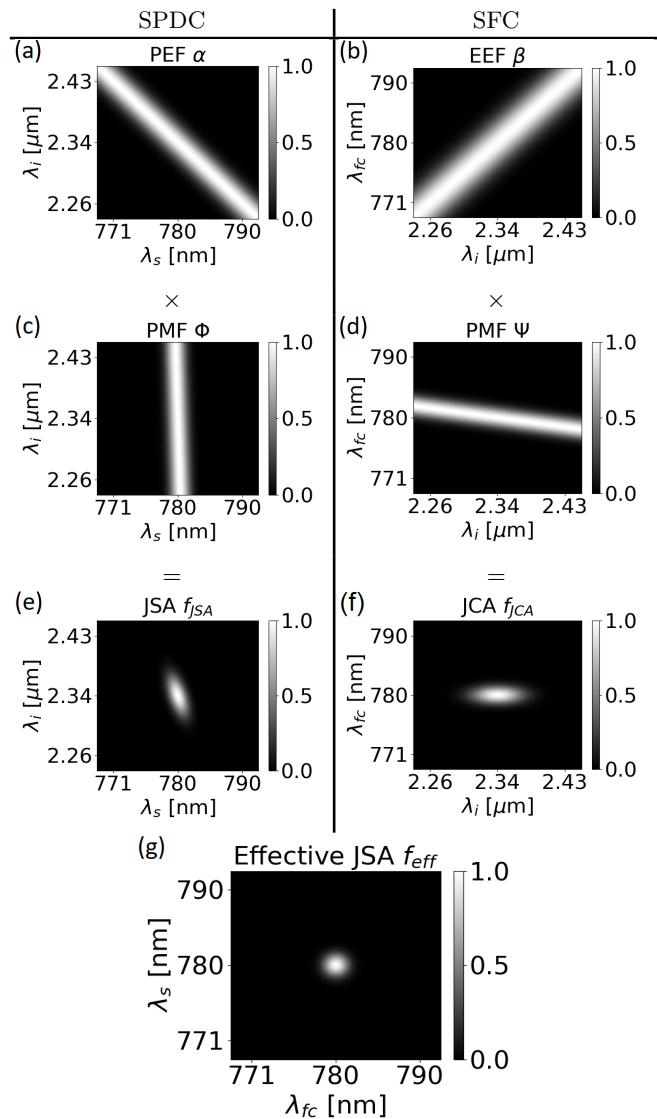 SPDC
SFC
(a)
PEF α
2.43
2.34
2.26
λi [μm]
771
780
790
λs [nm]
1.0
0.5
0.0
(b)
EEF β
790
780
771
λfc [nm]
2.26
2.34
2.43
λi [μm]
1.0
0.5
0.0
×
×
(c)
PMF Φ
2.43
2.34
2.26
λi [μm]
771
780
790
λs [nm]
1.0
0.5
0.0
(d)
PMF Ψ
790
780
771
λfc [nm]
2.26
2.34
2.43
λi [μm]
1.0
0.5
0.0
=
=
(e)
JSA fJSA
2.43
2.34
2.26
λi [μm]
771
780
790
λs [nm]
1.0
0.5
0.0
(f)
JCA fJCA
790
780
771
λfc [nm]
2.26
2.34
2.43
λi [μm]
1.0
0.5
0.0
(g)
Effective JSA feff
790
780
771
λs [nm]
771
780
790
λfc [nm]
1.0
0.5
0.0